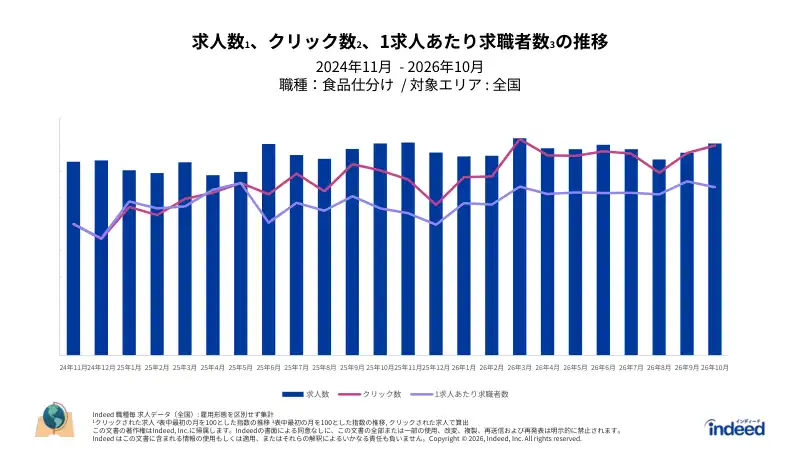 求人数1、クリック数2、1求人あたり求職者数3の推移
2024年11月 - 2026年10月
職種：食品仕分け / 対象エリア : 全国
24年11月 24年12月 25年1月 25年2月 25年3月 25年4月 25年5月 25年6月 25年7月 25年8月 25年9月 25年10月 25年11月 25年12月 26年1月 26年2月 26年3月 26年4月 26年5月 26年6月 26年7月 26年8月 26年9月 26年10月
求人数 クリック数 1求人あたり求職者数
Indeed 職種毎 求人データ（全国）: 雇用形態を区別せず集計
¹クリックされた求人 ²表中最初の月を100とした指数の推移 ³表中最初の月を100とした指数の推移, クリックされた求人で算出
この文書の著作権はIndeed, Inc.に帰属します。Indeedの書面による同意なしに、この文書の全部または一部の使用、改変、複製、再送信および再発表は明示的に禁止されます。
Indeed はこの文書に含まれる情報の使用もしくは適用、またはそれらの解釈によるいかなる責任も負いません。Copyright © 2026, Indeed, Inc. All rights reserved.
インディード
indeed